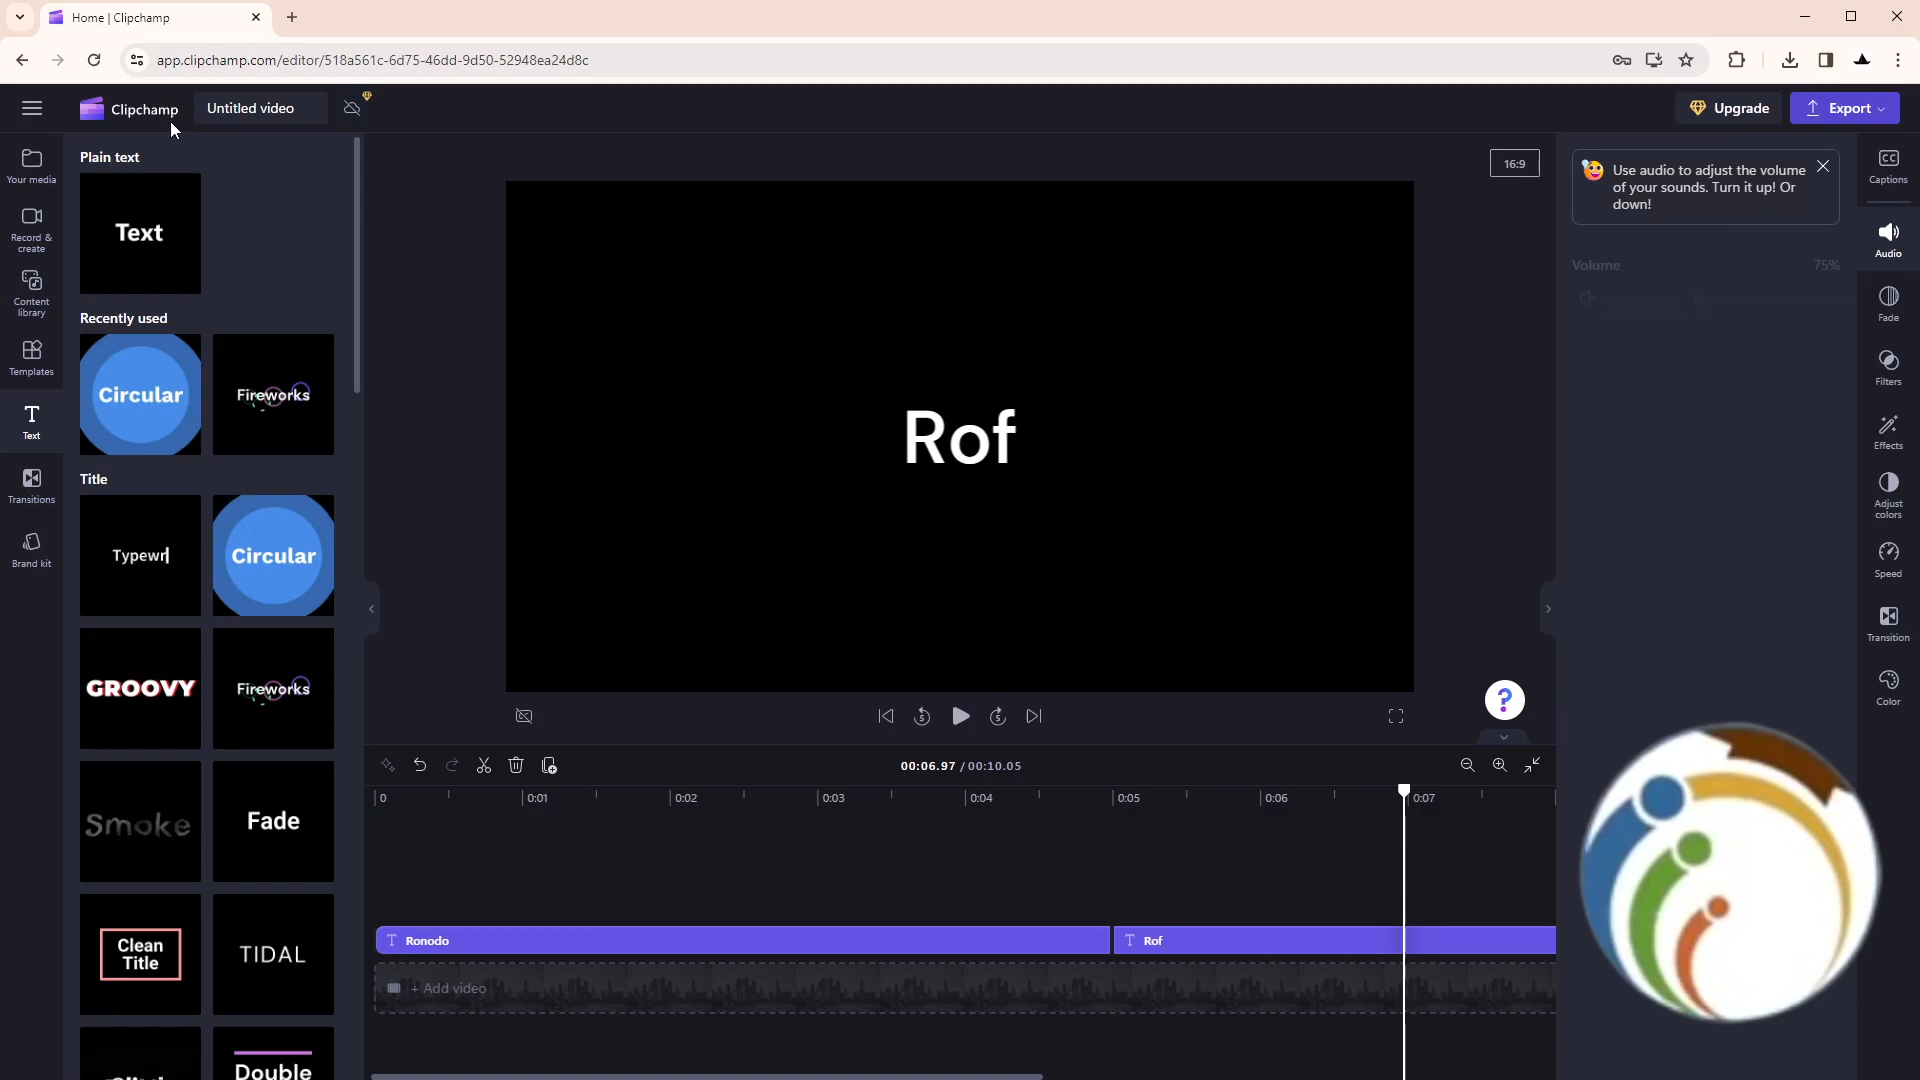 Home | Clipchamp
app.clipchamp.com/editor/518a561c-6d75-46dd-9d50-52948ea24d8c
Clipchamp
Untitled video
Upgrade
Export
Your media
Record &
create
Content
library
Templates
Text
Transitions
Brand kit
Plain text
Text
Recently used
Circular
Fireworks
Title
Typewr
Circular
GROOVY
Fireworks
Smoke
Fade
Clean
Title
TIDAL
Double
16:9
Rof
5
5
?
00:06.97 / 00:10.05
0
0:01
0:02
0:03
0:04
0:05
0:06
0:07
T Ronodo
T Rof
+ Add video
Use audio to adjust the volume
of your sounds. Turn it up! Or
down!
Volume
75%
CC
Captions
Audio
Fade
Filters
Effects
Adjust
colors
Speed
Transition
Color